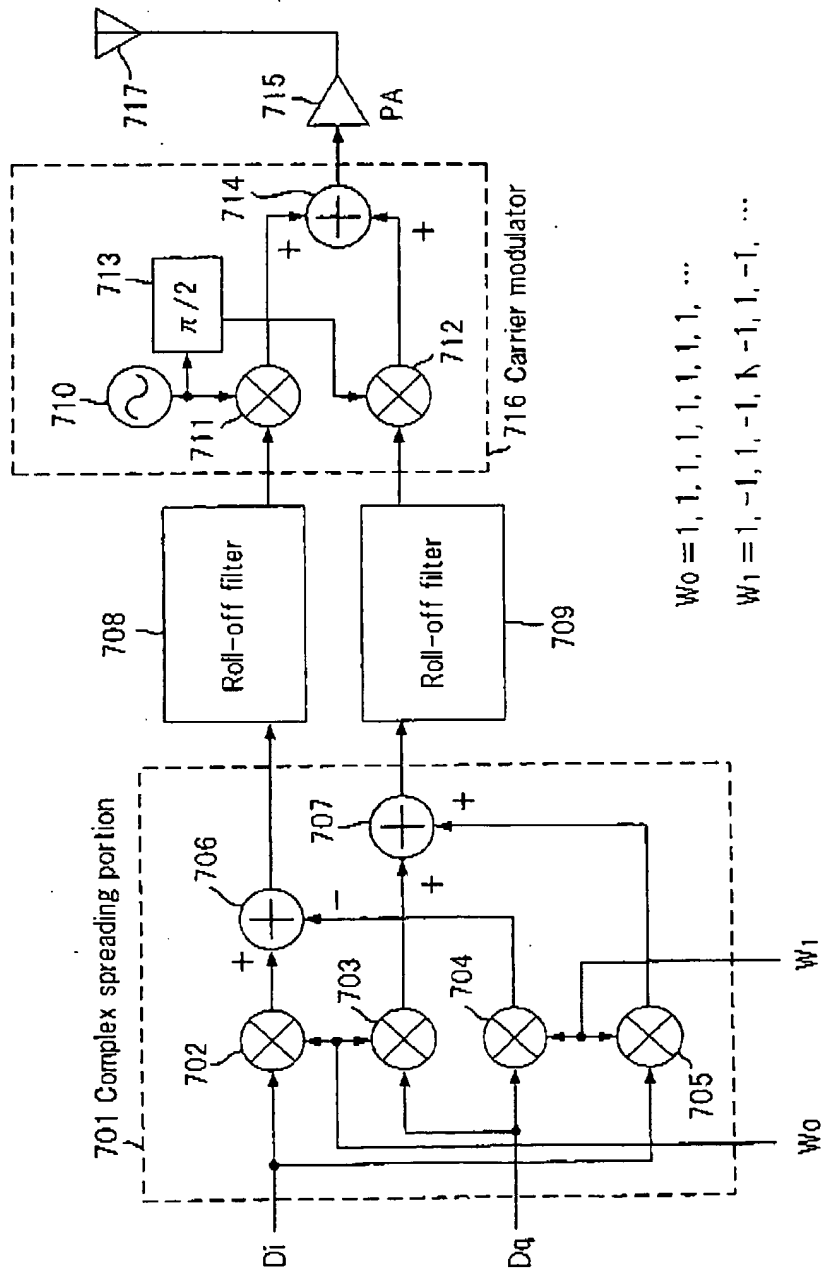 701 Complex spreading portion
Di
Dq
W0
W1
702
703
704
705
706
707
+
-
+
+
708
Roll-off filter
709
Roll-off filter
710
711
712
713
π/2
714
+
+
716 Carrier modulator
715
PA
717
W0 = 1, 1, 1, 1, 1, 1, 1, 1, ...
W1 = 1, -1, 1, -1, 1, -1, 1, -1, ...